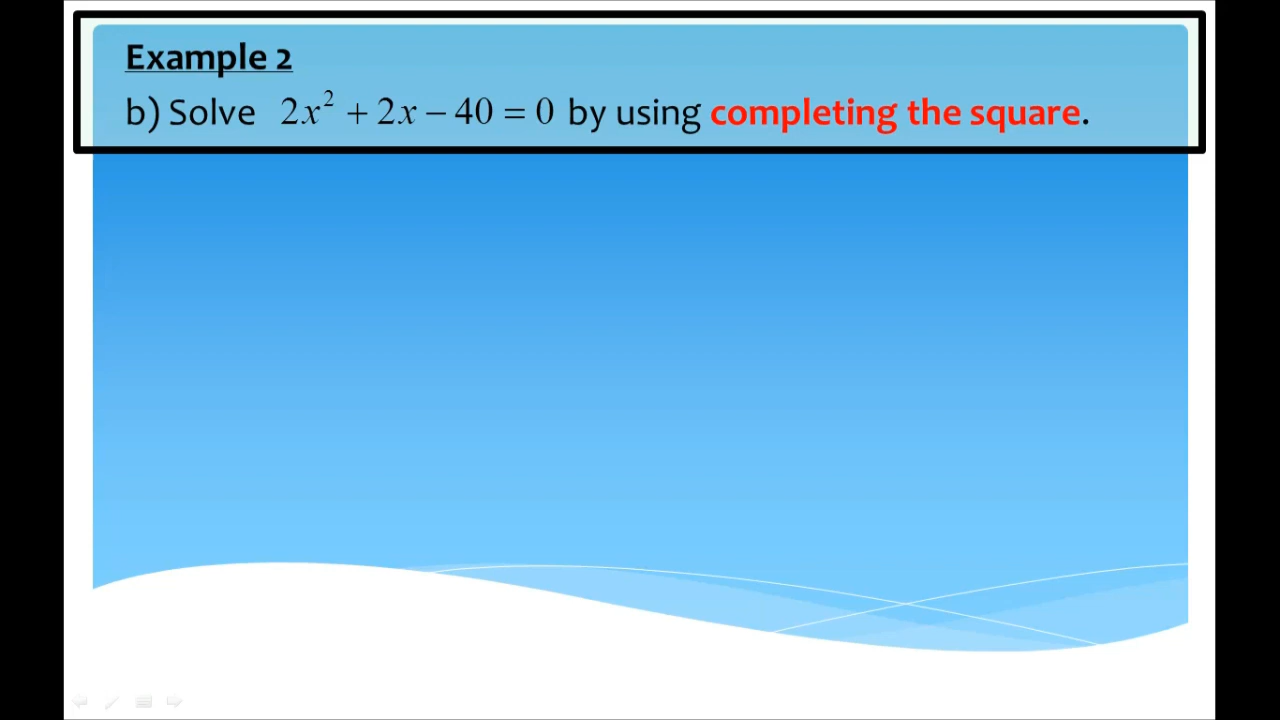 Example 2
b) Solve 2x² + 2x − 40 = 0 by using completing the square.